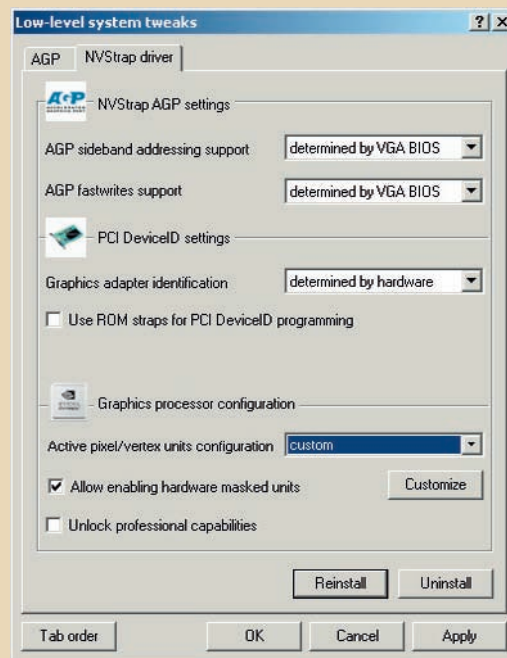 Low-level system tweaks
AGP
NVStrap driver
AGP
NVStrap AGP settings
AGP sideband addressing support
determined by VGA BIOS
AGP fastwrites support
determined by VGA BIOS
PCI DeviceID settings
Graphics adapter identification
determined by hardware
Use ROM straps for PCI DeviceID programming
Graphics processor configuration
Active pixel/vertex units configuration
custom
Allow enabling hardware masked units
Customize
Unlock professional capabilities
Reinstall
Uninstall
Tab order
OK
Cancel
Apply